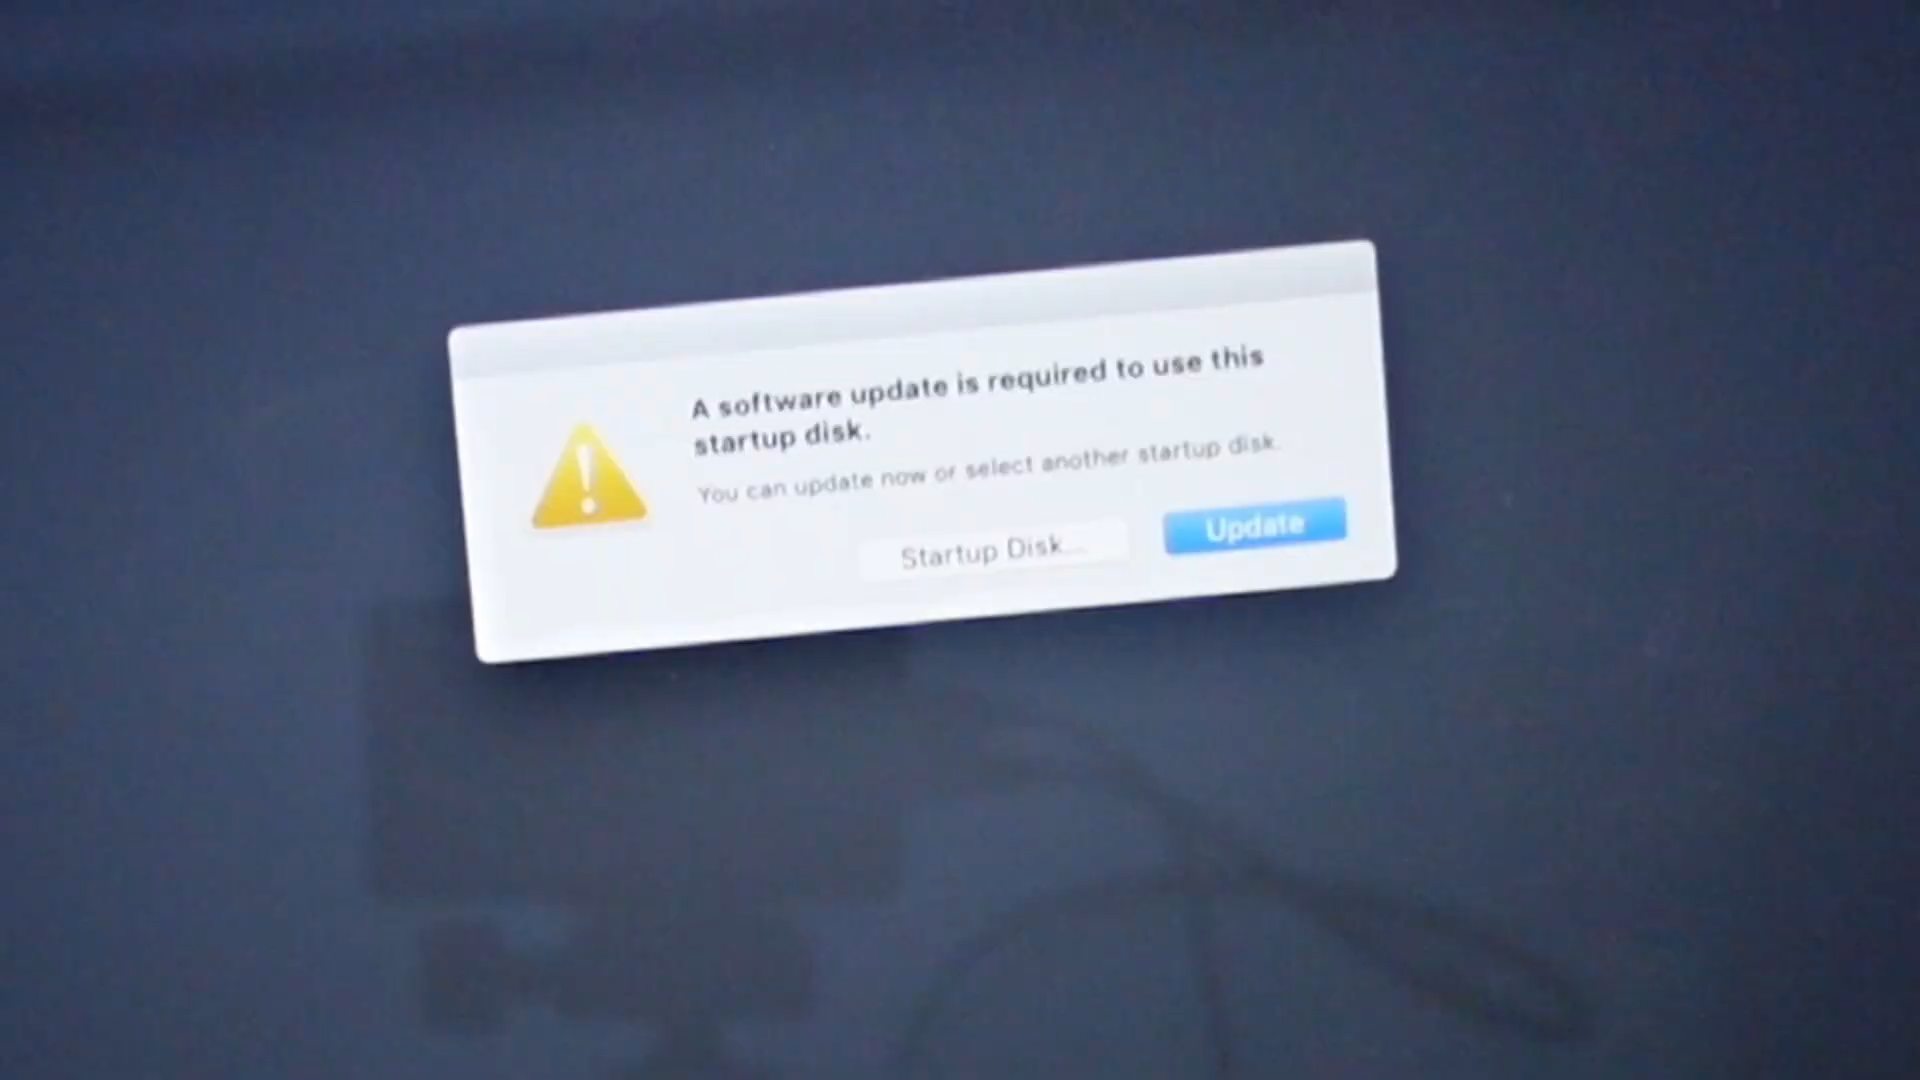 A software update is required to use this
startup disk.
You can update now or select another startup disk.
Startup Disk...
Update